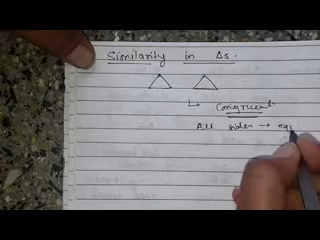 Similarity in Δs.
↳ Congruent
All sides → eq